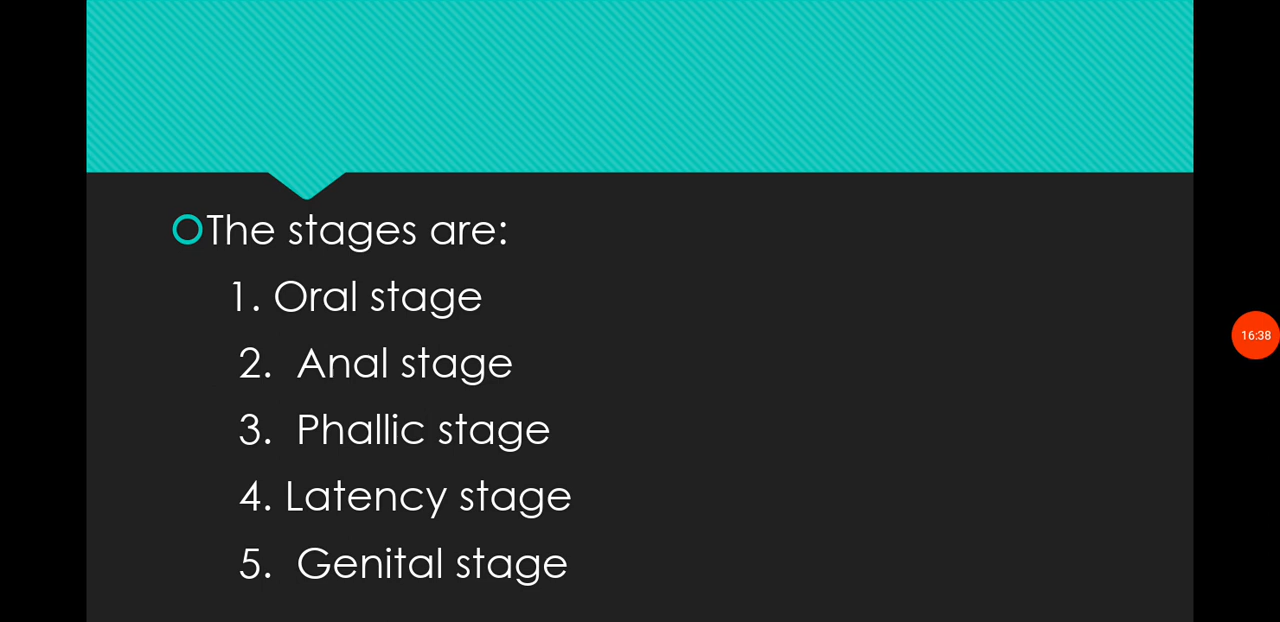 The stages are:
1. Oral stage
2. Anal stage
3. Phallic stage
4. Latency stage
5. Genital stage
16:38